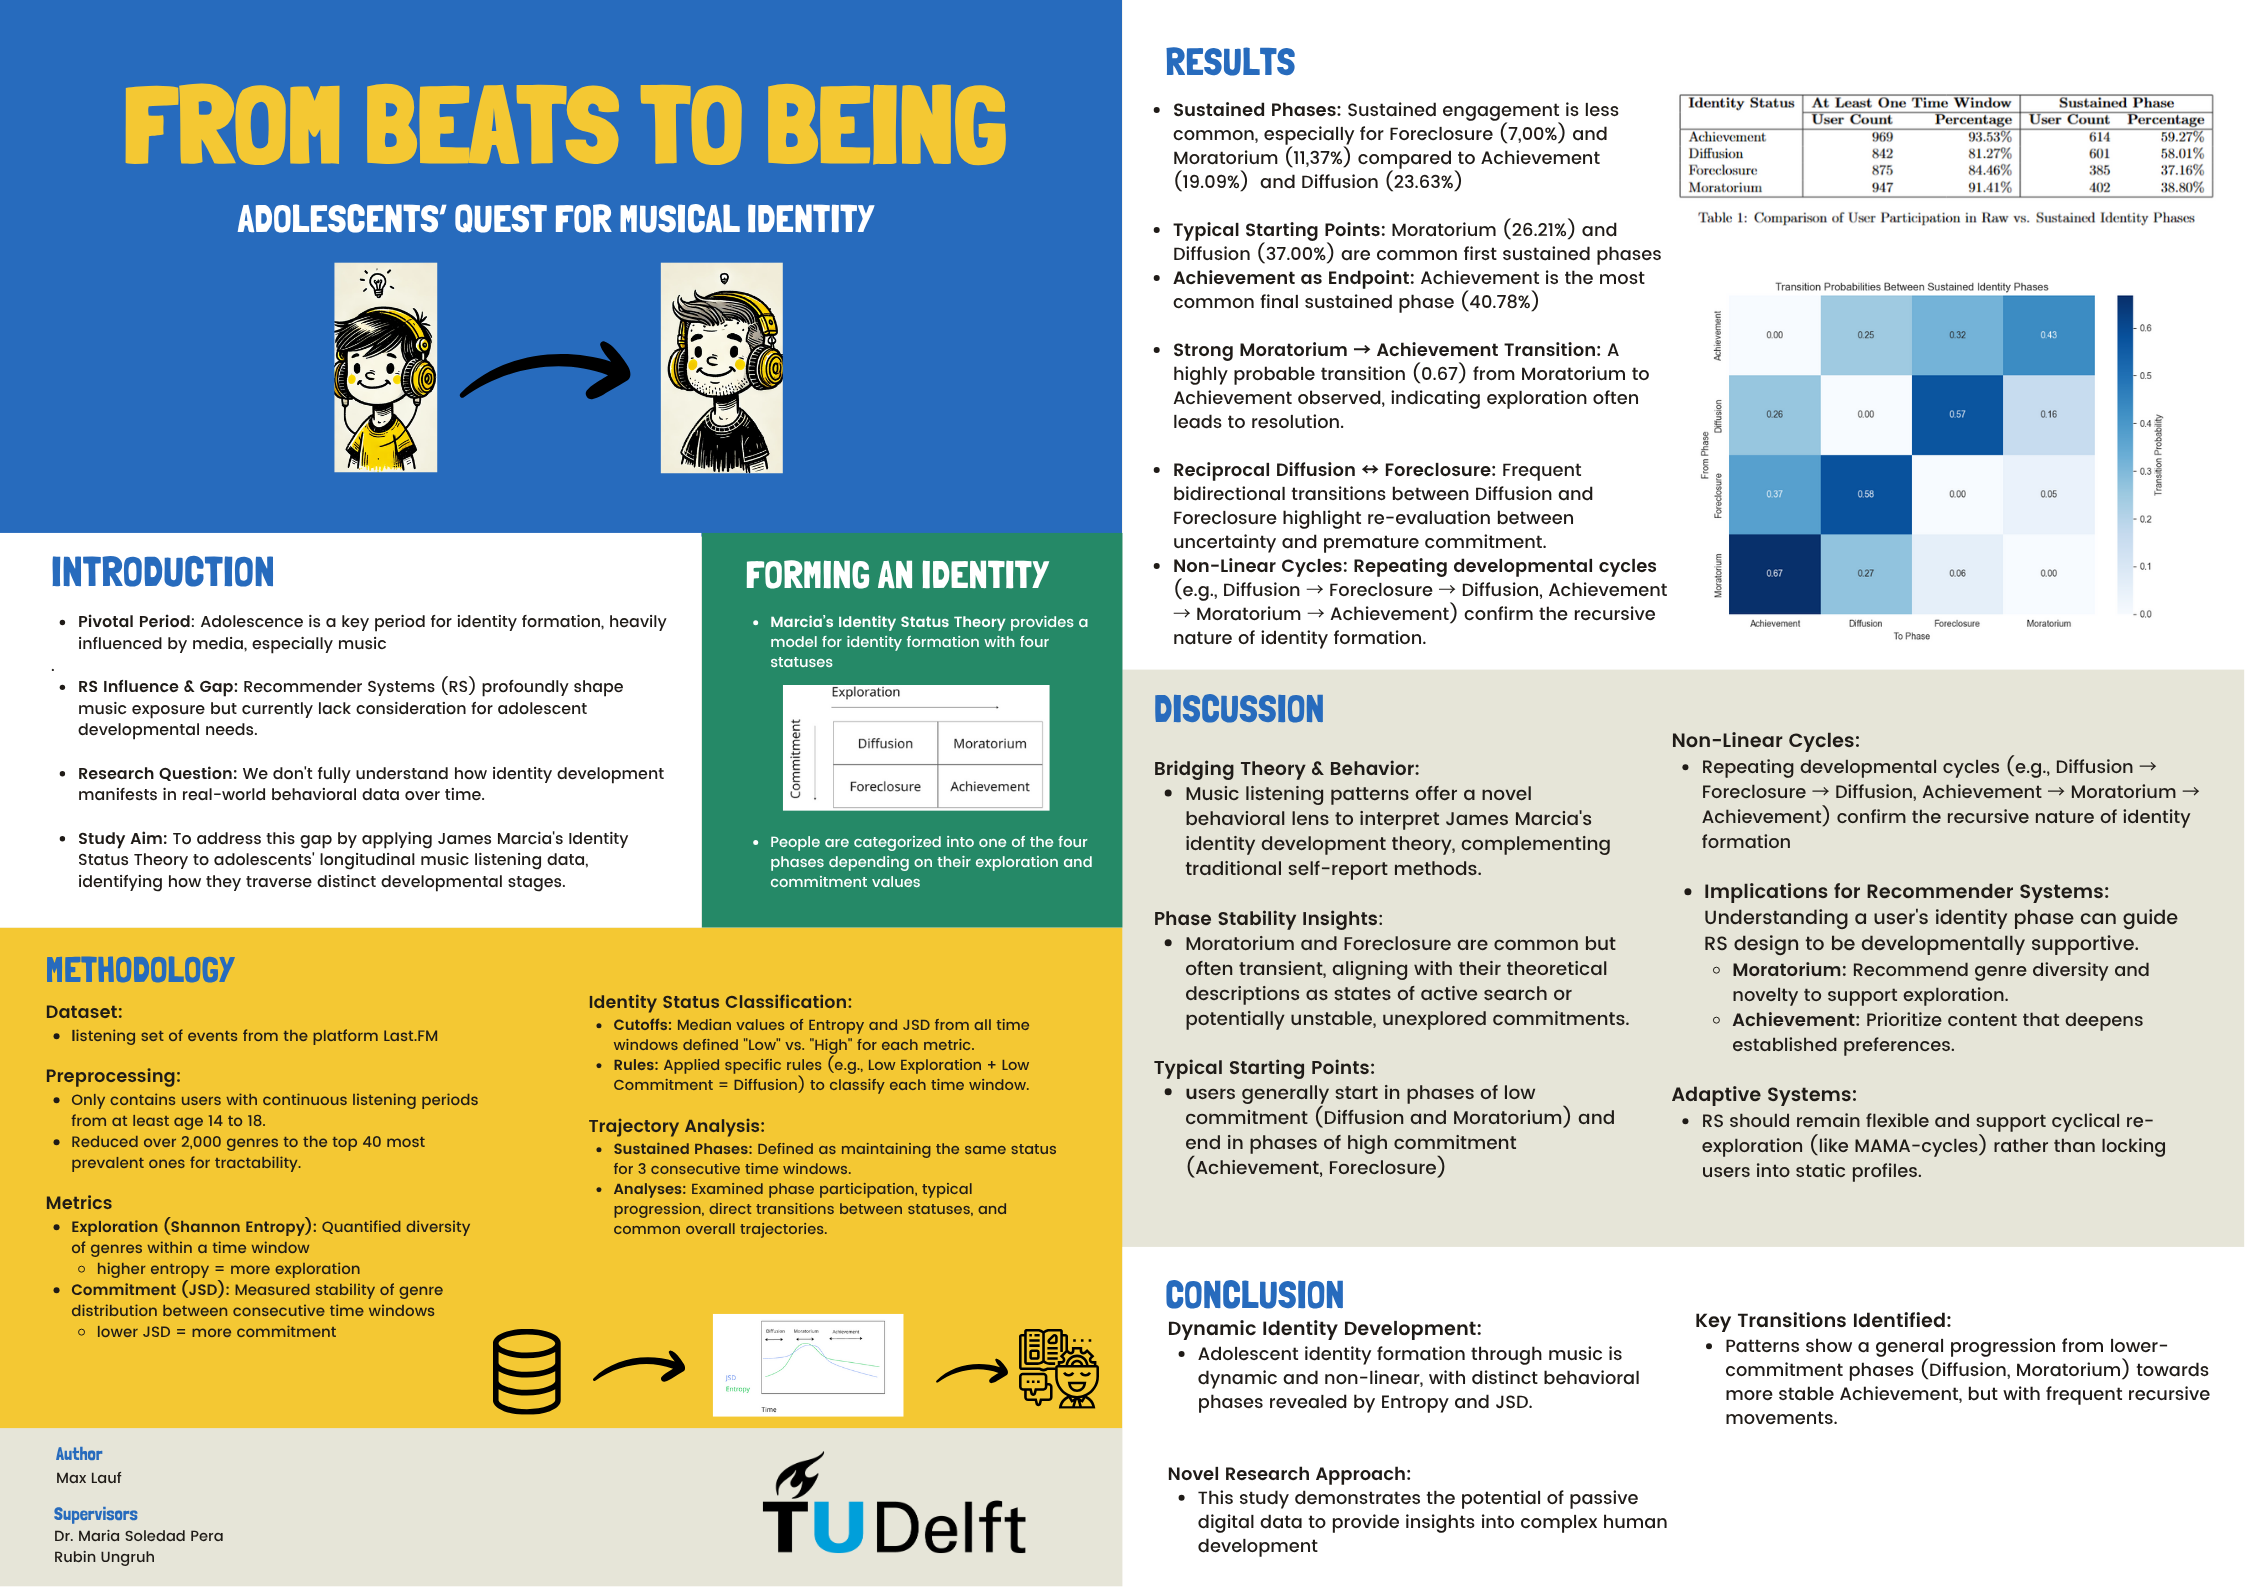 FROM BEATS TO BEING
ADOLESCENTS' QUEST FOR MUSICAL IDENTITY
INTRODUCTION
• Pivotal Period: Adolescence is a key period for identity formation, heavily
influenced by media, especially music
.
• RS Influence & Gap: Recommender Systems (RS) profoundly shape
music exposure but currently lack consideration for adolescent
developmental needs.
• Research Question: We don't fully understand how identity development
manifests in real-world behavioral data over time.
• Study Aim: To address this gap by applying James Marcia's Identity
Status Theory to adolescents' longitudinal music listening data,
identifying how they traverse distinct developmental stages.
FORMING AN IDENTITY
• Marcia's Identity Status Theory provides a
model for identity formation with four
statuses
Exploration
Commitment
Diffusion Moratorium
Foreclosure Achievement
• People are categorized into one of the four
phases depending on their exploration and
commitment values
METHODOLOGY
Dataset:
• listening set of events from the platform Last.FM
Preprocessing:
• Only contains users with continuous listening periods
from at least age 14 to 18.
• Reduced over 2,000 genres to the top 40 most
prevalent ones for tractability.
Metrics
• Exploration (Shannon Entropy): Quantified diversity
of genres within a time window
◦ higher entropy = more exploration
• Commitment (JSD): Measured stability of genre
distribution between consecutive time windows
◦ lower JSD = more commitment
Identity Status Classification:
• Cutoffs: Median values of Entropy and JSD from all time
windows defined "Low" vs. "High" for each metric.
• Rules: Applied specific rules (e.g., Low Exploration + Low
Commitment = Diffusion) to classify each time window.
Trajectory Analysis:
• Sustained Phases: Defined as maintaining the same status
for 3 consecutive time windows.
• Analyses: Examined phase participation, typical
progression, direct transitions between statuses, and
common overall trajectories.
Diffusion Moratorium Achievement
JSD
Entropy
Time
Author
Max Lauf
Supervisors
Dr. Maria Soledad Pera
Rubin Ungruh
TU Delft
RESULTS
• Sustained Phases: Sustained engagement is less
common, especially for Foreclosure (7,00%) and
Moratorium (11,37%) compared to Achievement
(19.09%) and Diffusion (23.63%)
• Typical Starting Points: Moratorium (26.21%) and
Diffusion (37.00%) are common first sustained phases
• Achievement as Endpoint: Achievement is the most
common final sustained phase (40.78%)
• Strong Moratorium → Achievement Transition: A
highly probable transition (0.67) from Moratorium to
Achievement observed, indicating exploration often
leads to resolution.
• Reciprocal Diffusion ↔ Foreclosure: Frequent
bidirectional transitions between Diffusion and
Foreclosure highlight re-evaluation between
uncertainty and premature commitment.
• Non-Linear Cycles: Repeating developmental cycles
(e.g., Diffusion → Foreclosure → Diffusion, Achievement
→ Moratorium → Achievement) confirm the recursive
nature of identity formation.
Identity Status At Least One Time Window Sustained Phase
User Count Percentage User Count Percentage
Achievement 969 93.53% 614 59.27%
Diffusion 842 81.27% 601 58.01%
Foreclosure 875 84.46% 385 37.16%
Moratorium 947 91.41% 402 38.80%
Table 1: Comparison of User Participation in Raw vs. Sustained Identity Phases
Transition Probabilities Between Sustained Identity Phases
From Phase
Achievement 0.00 0.25 0.32 0.43
Diffusion 0.26 0.00 0.57 0.16
Foreclosure 0.37 0.58 0.00 0.05
Moratorium 0.67 0.27 0.06 0.00
Achievement Diffusion Foreclosure Moratorium
To Phase
0.6
0.5
0.4
0.3
0.2
0.1
0.0
Transition Probability
DISCUSSION
Bridging Theory & Behavior:
• Music listening patterns offer a novel
behavioral lens to interpret James Marcia's
identity development theory, complementing
traditional self-report methods.
Phase Stability Insights:
• Moratorium and Foreclosure are common but
often transient, aligning with their theoretical
descriptions as states of active search or
potentially unstable, unexplored commitments.
Typical Starting Points:
• users generally start in phases of low
commitment (Diffusion and Moratorium) and
end in phases of high commitment
(Achievement, Foreclosure)
Non-Linear Cycles:
• Repeating developmental cycles (e.g., Diffusion →
Foreclosure → Diffusion, Achievement → Moratorium →
Achievement) confirm the recursive nature of identity
formation
• Implications for Recommender Systems:
Understanding a user's identity phase can guide
RS design to be developmentally supportive.
◦ Moratorium: Recommend genre diversity and
novelty to support exploration.
◦ Achievement: Prioritize content that deepens
established preferences.
Adaptive Systems:
• RS should remain flexible and support cyclical re-
exploration (like MAMA-cycles) rather than locking
users into static profiles.
CONCLUSION
Dynamic Identity Development:
• Adolescent identity formation through music is
dynamic and non-linear, with distinct behavioral
phases revealed by Entropy and JSD.
Novel Research Approach:
• This study demonstrates the potential of passive
digital data to provide insights into complex human
development
Key Transitions Identified:
• Patterns show a general progression from lower-
commitment phases (Diffusion, Moratorium) towards
more stable Achievement, but with frequent recursive
movements.